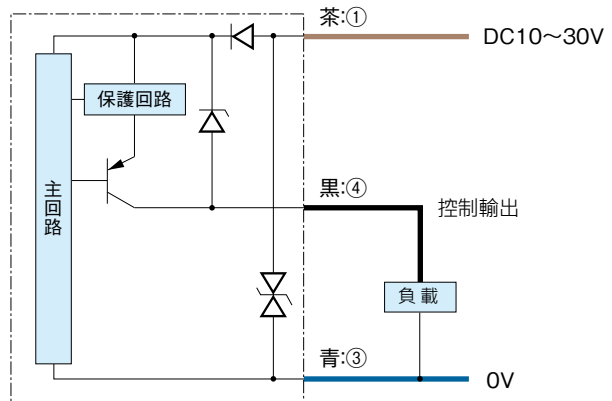 茶:①
DC10～30V
保護回路
主回路
黒:④
控制輸出
負載
青:③
0V